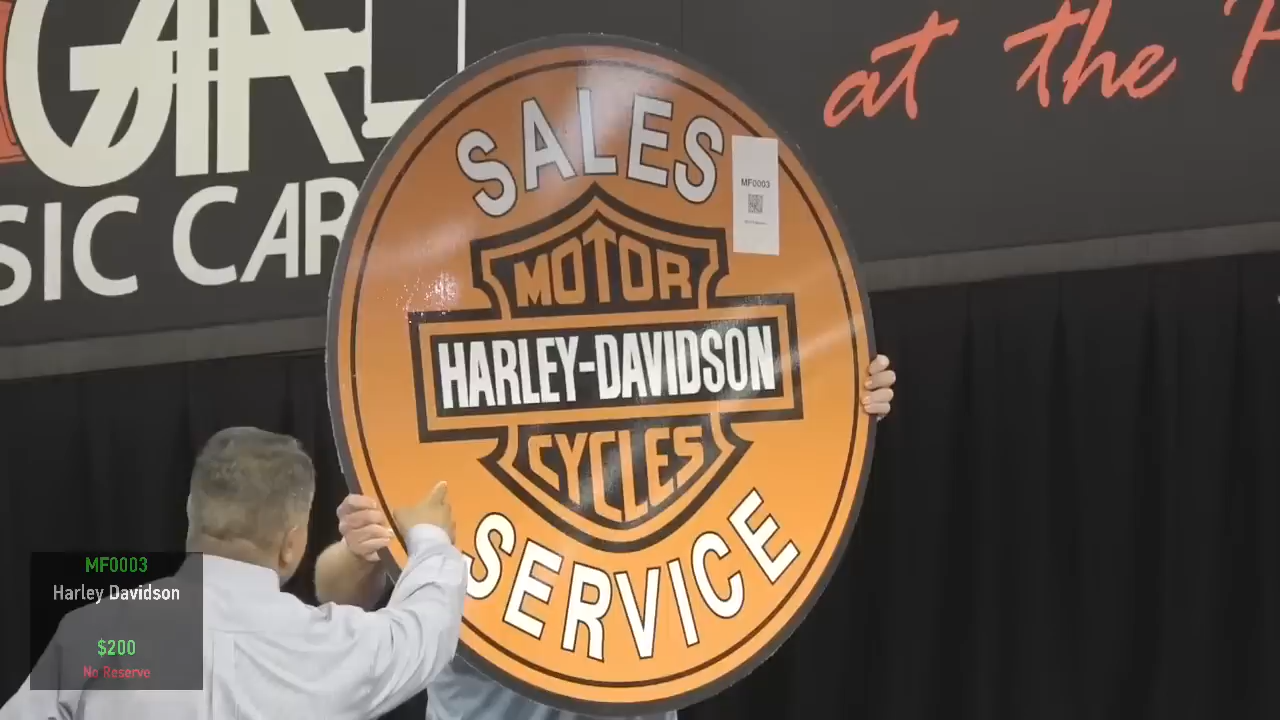 at the
SIC CAR
SALES
MF0003
MOTOR
HARLEY-DAVIDSON
CYCLES
SERVICE
MF0003
Harley Davidson
$200
No Reserve